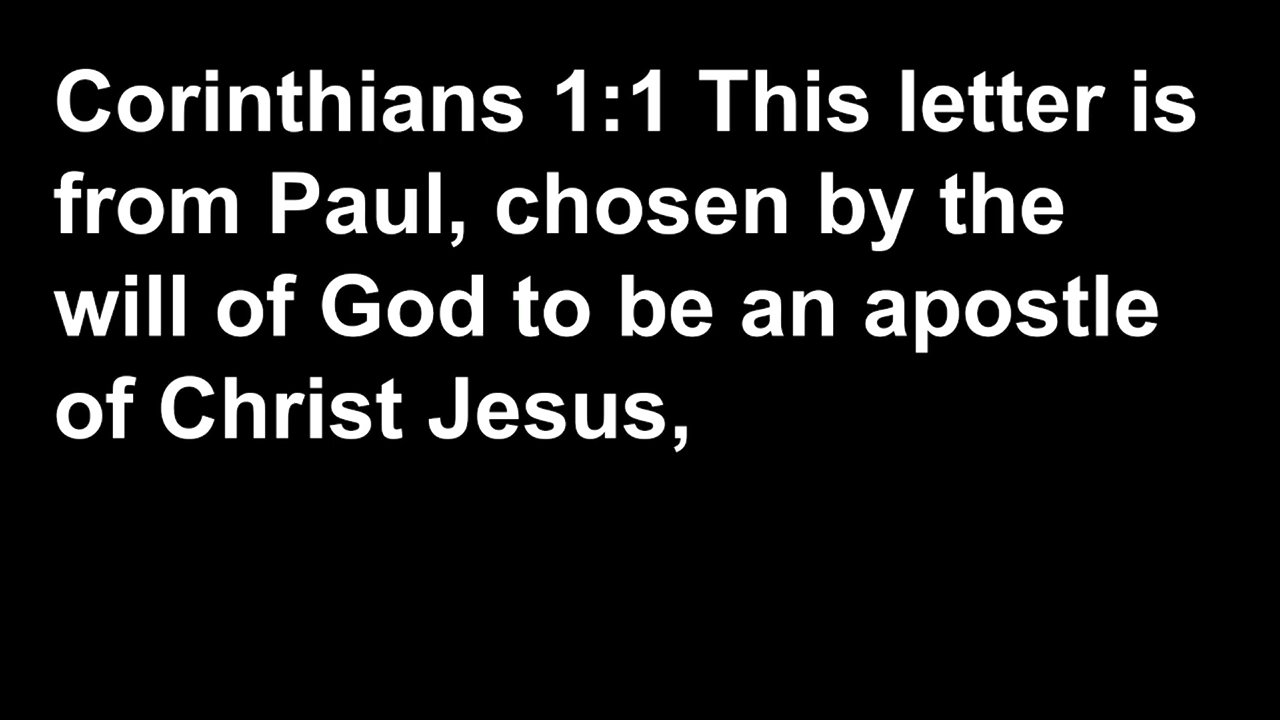 Corinthians 1:1 This letter is
from Paul, chosen by the
will of God to be an apostle
of Christ Jesus,